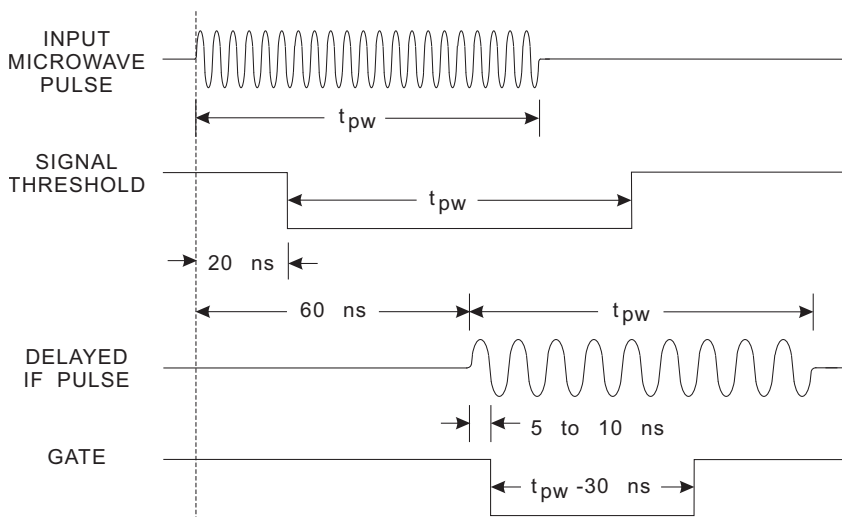 INPUT
MICROWAVE
PULSE
t pw
SIGNAL
THRESHOLD
t pw
20 ns
60 ns
t pw
DELAYED
IF PULSE
5 to 10 ns
GATE
t pw -30 ns